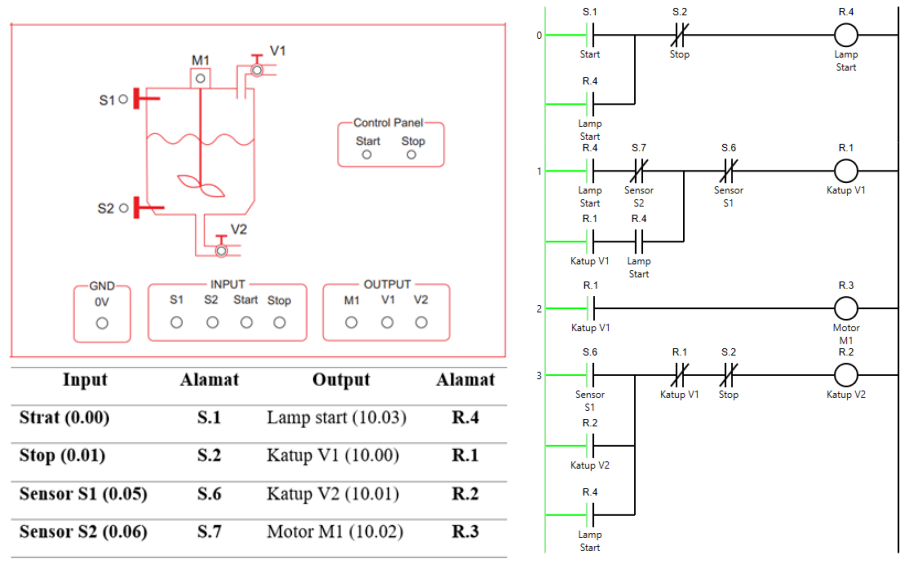 V1
M1
S1
Control Panel
Start Stop
S2
V2
GND
0V
INPUT
S1 S2 Start Stop
OUTPUT
M1 V1 V2
Input Alamat Output Alamat
Strat (0.00) S.1 Lamp start (10.03) R.4
Stop (0.01) S.2 Katup V1 (10.00) R.1
Sensor S1 (0.05) S.6 Katup V2 (10.01) R.2
Sensor S2 (0.06) S.7 Motor M1 (10.02) R.3
S.1 S.2 R.4
0
Start Stop Lamp
Start
R.4
Lamp
Start
R.4 S.7 S.6 R.1
1
Lamp Sensor Sensor Katup V1
Start S2 S1
R.1 R.4
Katup V1 Lamp
Start
R.1 R.3
2
Katup V1 Motor
M1
S.6 R.1 S.2 R.2
3
Sensor Katup V1 Stop Katup V2
S1
R.2
Katup V2
R.4
Lamp
Start